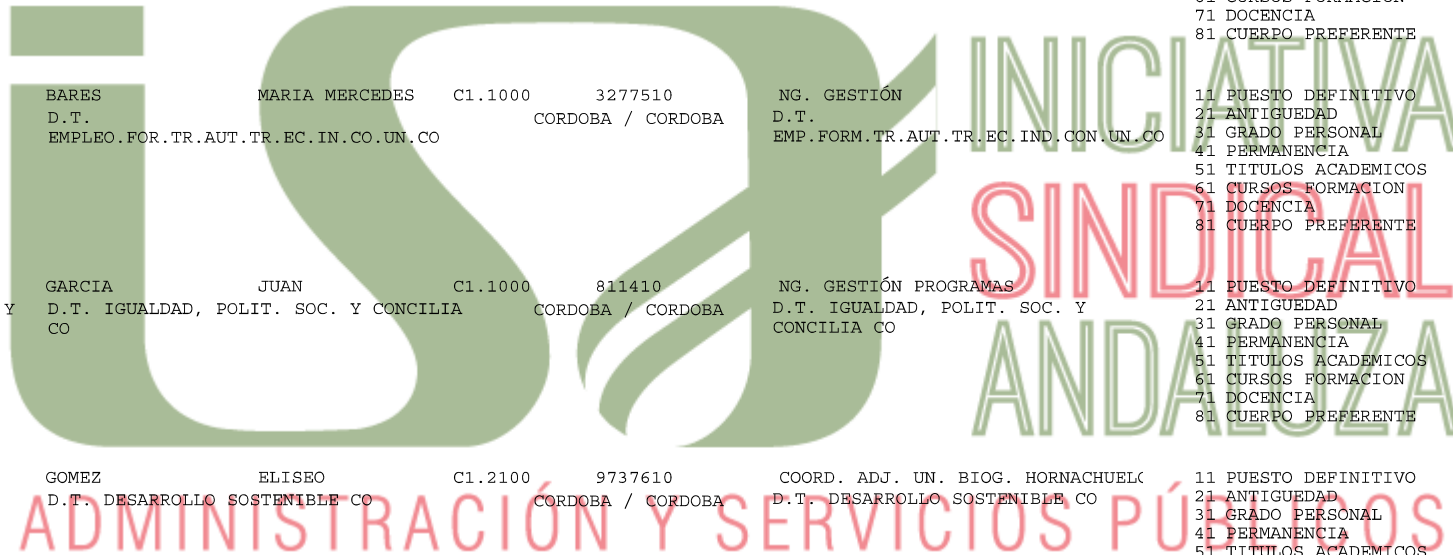 71 DOCENCIA
81 CUERPO PREFERENTE
BARES MARIA MERCEDES C1.1000 3277510 NG. GESTIÓN 11 PUESTO DEFINITIVO
D.T. CORDOBA / CORDOBA D.T. 21 ANTIGUEDAD
EMPLEO.FOR.TR.AUT.TR.EC.IN.CO.UN.CO EMP.FORM.TR.AUT.TR.EC.IND.CON.UN.CO 31 GRADO PERSONAL
41 PERMANENCIA
51 TITULOS ACADEMICOS
61 CURSOS FORMACION
71 DOCENCIA
81 CUERPO PREFERENTE
GARCIA JUAN C1.1000 811410 NG. GESTIÓN PROGRAMAS 11 PUESTO DEFINITIVO
Y D.T. IGUALDAD, POLIT. SOC. Y CONCILIA CORDOBA / CORDOBA D.T. IGUALDAD, POLIT. SOC. Y 21 ANTIGUEDAD
CO CONCILIA CO 31 GRADO PERSONAL
41 PERMANENCIA
51 TITULOS ACADEMICOS
61 CURSOS FORMACION
71 DOCENCIA
81 CUERPO PREFERENTE
GOMEZ ELISEO C1.2100 9737610 COORD. ADJ. UN. BIOG. 11 PUESTO DEFINITIVO
D.T. DESARROLLO SOSTENIBLE CO CORDOBA / CORDOBA D.T. DESARROLLO SOSTENIBLE CO 21 ANTIGUEDAD
31 GRADO PERSONAL
41 PERMANENCIA
51 TITULOS ACADEMICOS
isa
INICIATIVA
SINDICAL
ANDALUZA
ADMINISTRACIÓN Y SERVICIOS PÚBLICOS